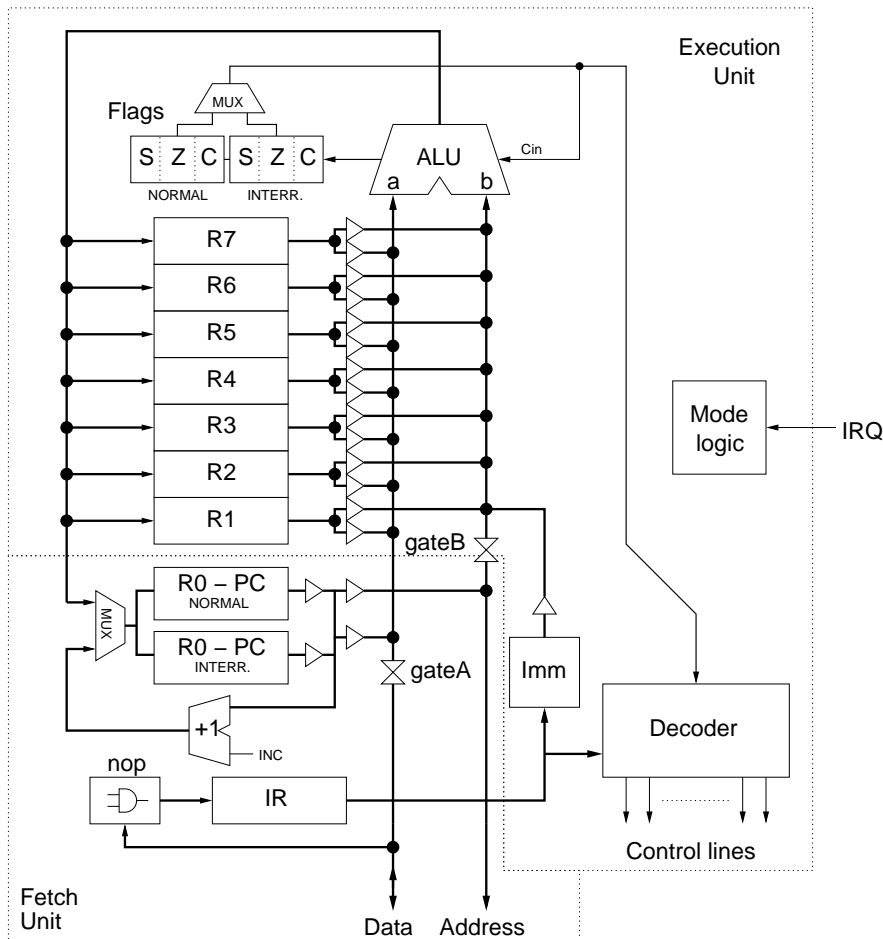 Execution
Unit
MUX
Flags
S Z C S Z C
NORMAL INTERR.
ALU
Cin
a b
R7
R6
R5
R4
R3
R2
R1
Mode
logic
IRQ
gateB
R0 – PC
NORMAL
MUX
R0 – PC
INTERR.
gateA
Imm
+1
INC
Decoder
nop
IR
Control lines
Fetch
Unit
Data Address